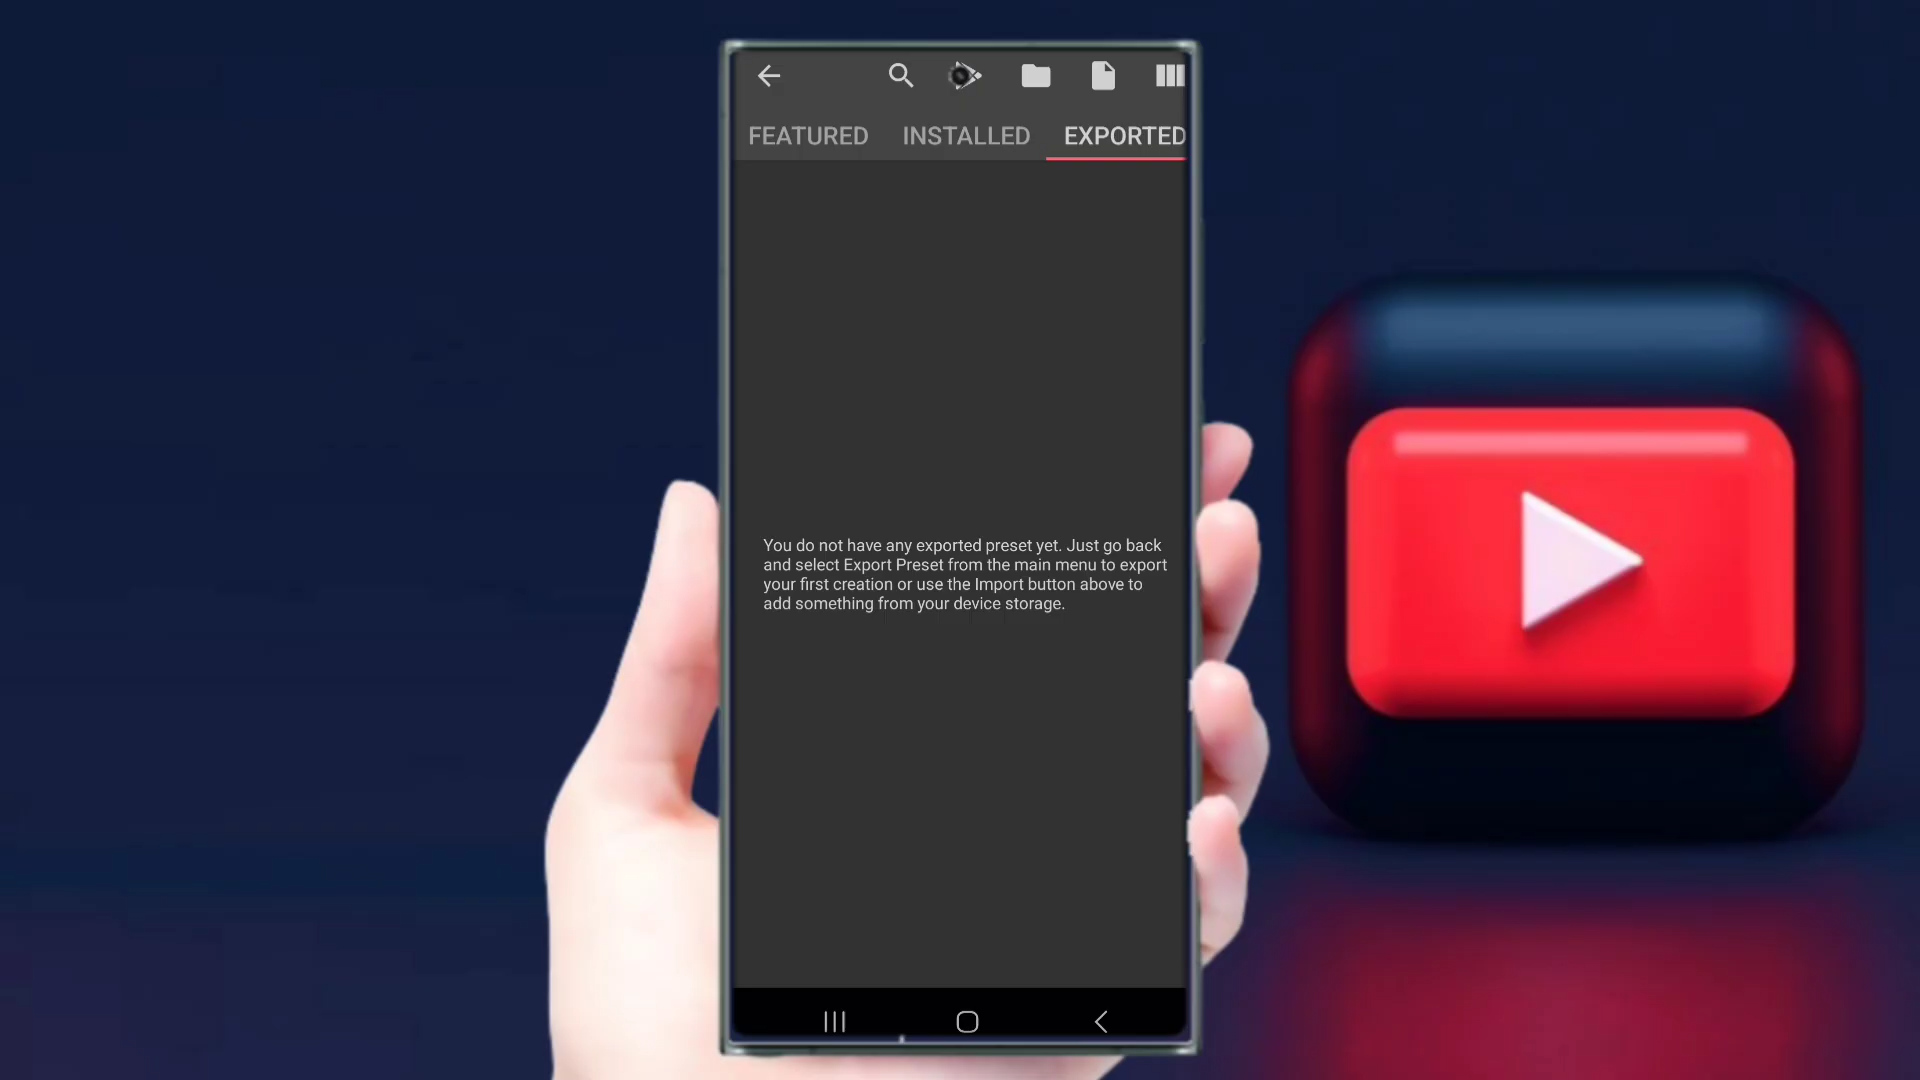 FEATURED INSTALLED EXPORTED
You do not have any exported preset yet. Just go back
and select Export Preset from the main menu to export
your first creation or use the Import button above to
add something from your device storage.